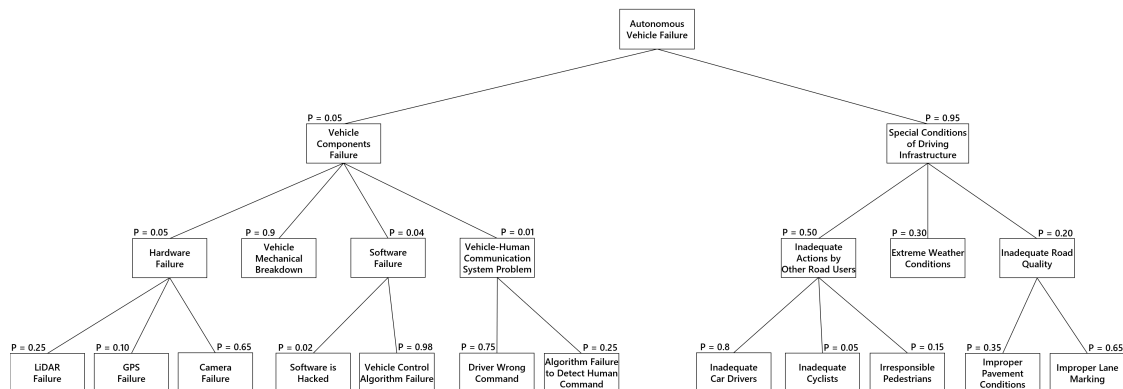 Autonomous
Vehicle Failure
P = 0.05
Vehicle
Components
Failure
P = 0.95
Special Conditions
of Driving
Infrastructure
P = 0.05
Hardware
Failure
P = 0.9
Vehicle
Mechanical
Breakdown
P = 0.04
Software
Failure
P = 0.01
Vehicle-Human
Communication
System Problem
P = 0.50
Inadequate
Actions by
Other Road Users
P = 0.30
Extreme Weather
Conditions
P = 0.20
Inadequate Road
Quality
P = 0.25
LiDAR
Failure
P = 0.10
GPS
Failure
P = 0.65
Camera
Failure
P = 0.02
Software is
Hacked
P = 0.98
Vehicle Control
Algorithm Failure
P = 0.75
Driver Wrong
Command
P = 0.25
Algorithm Failure
to Detect Human
Command
P = 0.8
Inadequate
Car Drivers
P = 0.05
Inadequate
Cyclists
P = 0.15
Irresponsible
Pedestrians
P = 0.35
Improper
Pavement
Conditions
P = 0.65
Improper Lane
Marking